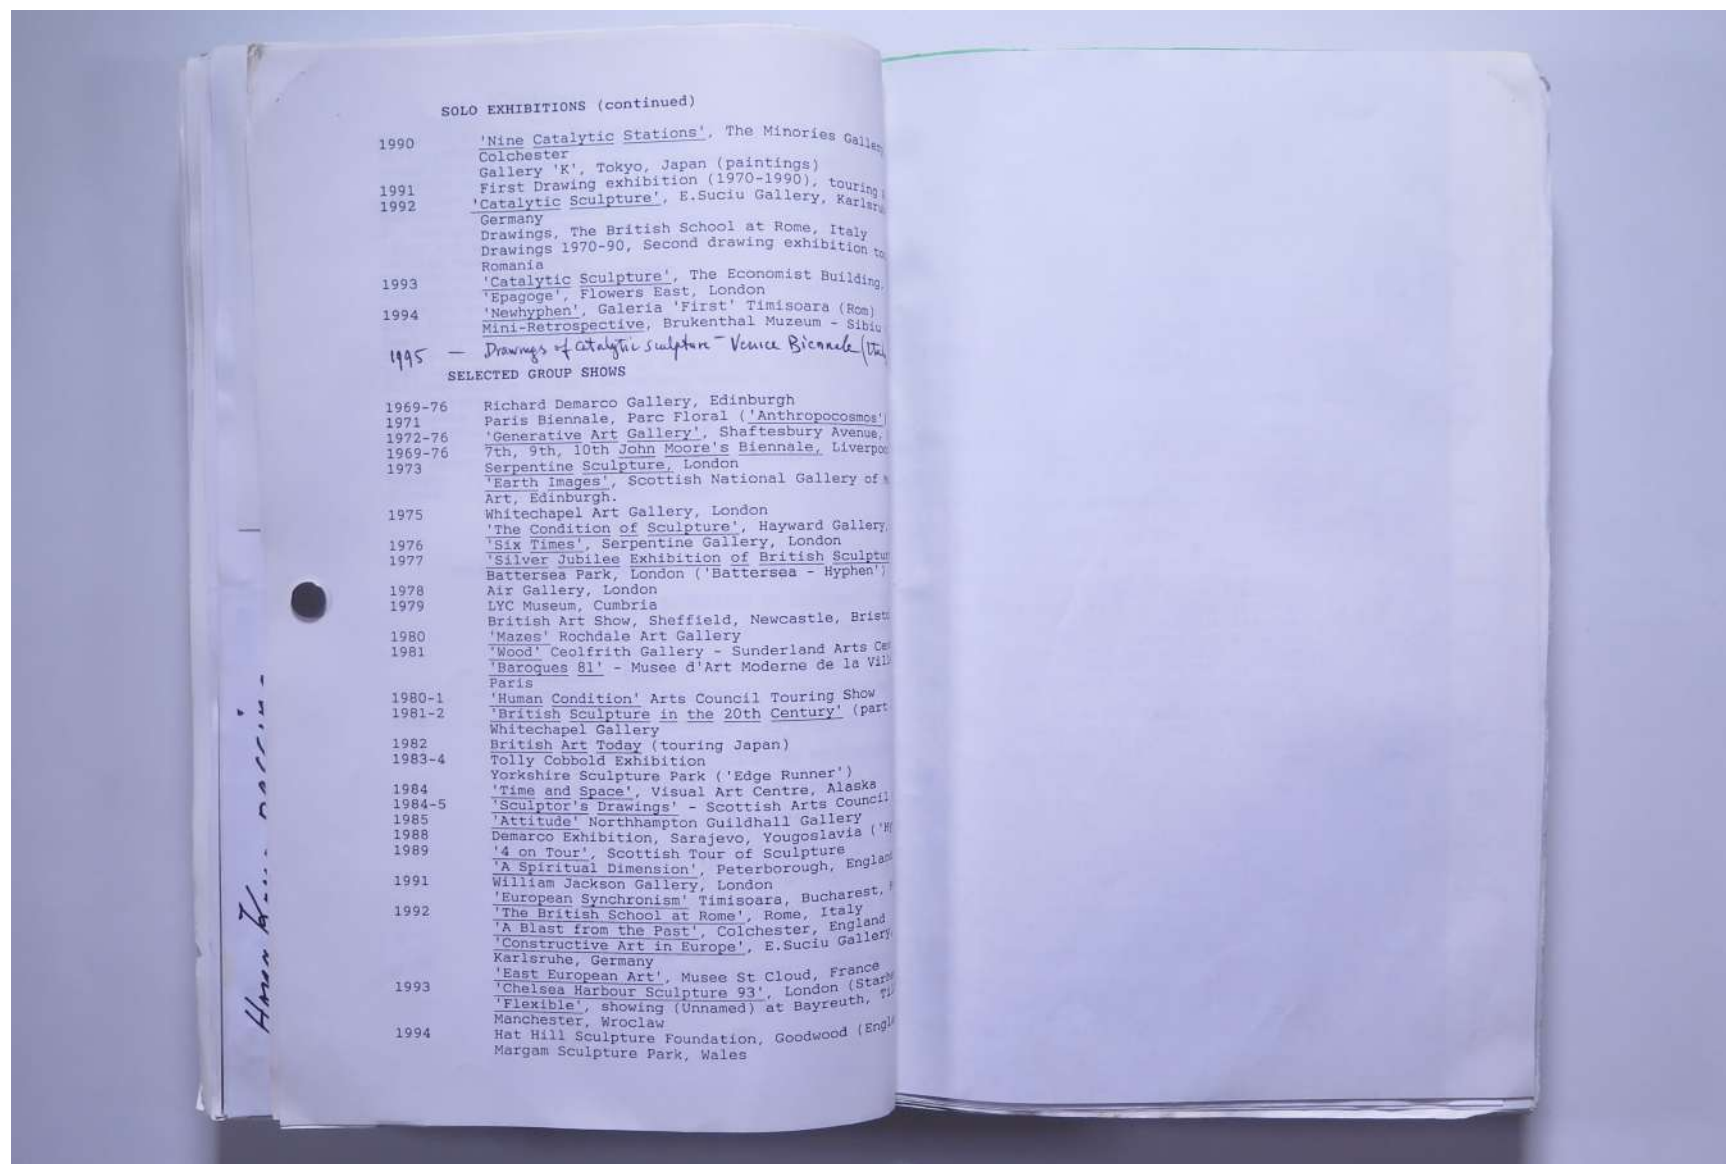 SOLO EXHIBITIONS (continued)
1990 'Nine Catalytic Stations', The Minories
Colchester
Gallery 'K', Tokyo, Japan (paintings)
1991 First Drawing exhibition (1970-1990), touring
1992 'Catalytic Sculpture', E.Suciu Gallery,
Germany
Drawings, The British School at Rome, Italy
Drawings 1970-90, Second drawing exhibition
Romania
1993 'Catalytic Sculpture', The Economist Building,
'Epagoge', Flowers East, London
1994 'Newhyphen', Galeria 'First' Timisoara (Rom)
Mini-Retrospective, Brukenthal Muzeum - Sibiu
1995 — Drawings of Catalytic Sculpture - Venice Biennale
SELECTED GROUP SHOWS
1969-76 Richard Demarco Gallery, Edinburgh
1971 Paris Biennale, Parc Floral ('Anthropocosmos')
1972-76 'Generative Art Gallery', Shaftesbury Avenue,
1969-76 7th, 9th, 10th John Moore's Biennale,
1973 Serpentine Sculpture, London
'Earth Images', Scottish National Gallery of
Art, Edinburgh.
1975 Whitechapel Art Gallery, London
'The Condition of Sculpture', Hayward Gallery,
1976 'Six Times', Serpentine Gallery, London
1977 'Silver Jubilee Exhibition of British
Battersea Park, London ('Battersea - Hyphen')
1978 Air Gallery, London
1979 LYC Museum, Cumbria
British Art Show, Sheffield, Newcastle,
1980 'Mazes' Rochdale Art Gallery
1981 'Wood' Ceolfrith Gallery - Sunderland Arts
'Baroques 81' - Musee d'Art Moderne de la
Paris
1980-1 'Human Condition' Arts Council Touring Show
1981-2 'British Sculpture in the 20th Century' (part
Whitechapel Gallery
1982 British Art Today (touring Japan)
1983-4 Tolly Cobbold Exhibition
Yorkshire Sculpture Park ('Edge Runner')
1984 'Time and Space', Visual Art Centre, Alaska
1984-5 'Sculptor's Drawings' - Scottish Arts Council
1985 'Attitude' Northhampton Guildhall Gallery
1988 Demarco Exhibition, Sarajevo, Yougoslavia
1989 '4 on Tour', Scottish Tour of Sculpture
'A Spiritual Dimension', Peterborough, England
1991 William Jackson Gallery, London
'European Synchronism' Timisoara, Bucharest,
1992 'The British School at Rome', Rome, Italy
'A Blast from the Past', Colchester, England
'Constructive Art in Europe', E.Suciu Gallery,
Karlsruhe, Germany
'East European Art', Musee St Cloud, France
1993 'Chelsea Harbour Sculpture 93', London
'Flexible', showing (Unnamed) at Bayreuth,
Manchester, Wroclaw
1994 Hat Hill Sculpture Foundation, Goodwood
Margam Sculpture Park, Wales